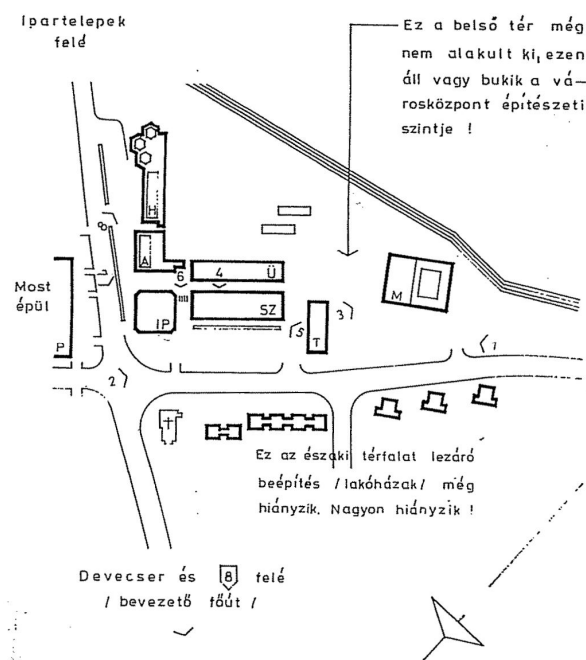 Ipartelepek
felé
Ez a belső tér még
nem alakult ki, ezen
áll vagy bukik a vá-
rosközpont építészeti
szintje !
H
A
6
4
Ü
Most
épül
IP
SZ
M
3
5
T
P
1
2
Ez az északi térfalat lezáró
beépítés /lakóházak/ még
hiányzik. Nagyon hiányzik !
Devecser és 8 felé
/ bevezető főút /